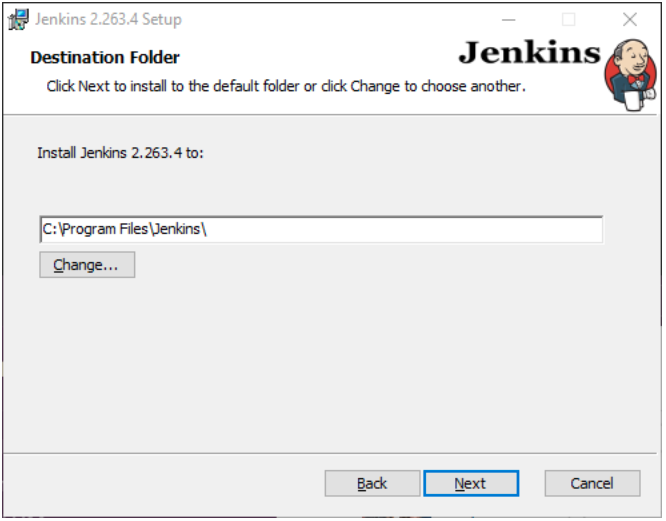 Jenkins 2.263.4 Setup
Destination Folder
Jenkins
Click Next to install to the default folder or click Change to choose another.
Install Jenkins 2.263.4 to:
C:\Program Files\Jenkins\
Change...
Back
Next
Cancel